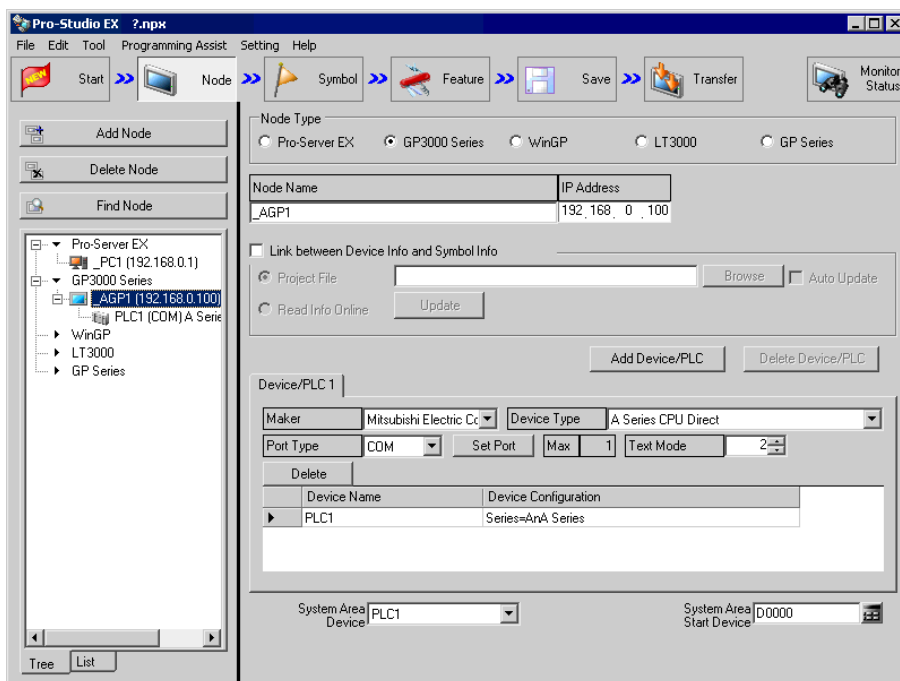 Pro-Studio EX ?.npx
File Edit Tool Programming Assist Setting Help
NEW Start Node Symbol Feature Save Transfer Monitor Status
Add Node
Delete Node
Find Node
Pro-Server EX
_PC1 (192.168.0.1)
GP3000 Series
_AGP1 (192.168.0.100)
PLC1 (COM) A Serie
WinGP
LT3000
GP Series
Tree List
Node Type
Pro-Server EX GP3000 Series WinGP LT3000 GP Series
Node Name IP Address
_AGP1 192.168. 0 .100
Link between Device Info and Symbol Info
Project File Browse Auto Update
Read Info Online Update
Add Device/PLC Delete Device/PLC
Device/PLC 1
Maker Mitsubishi Electric Cc Device Type A Series CPU Direct
Port Type COM Set Port Max 1 Text Mode 2
Delete
Device Name Device Configuration
PLC1 Series=AnA Series
System Area Device PLC1 System Area Start Device D0000